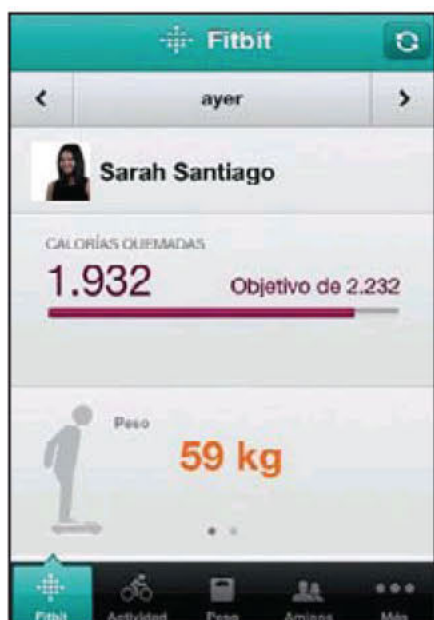 Fitbit
ayer
Sarah Santiago
CALORÍAS QUEMADAS
1.932 Objetivo de 2.232
Peso
59 kg
Fitbit Actividad Peso Amigos Más